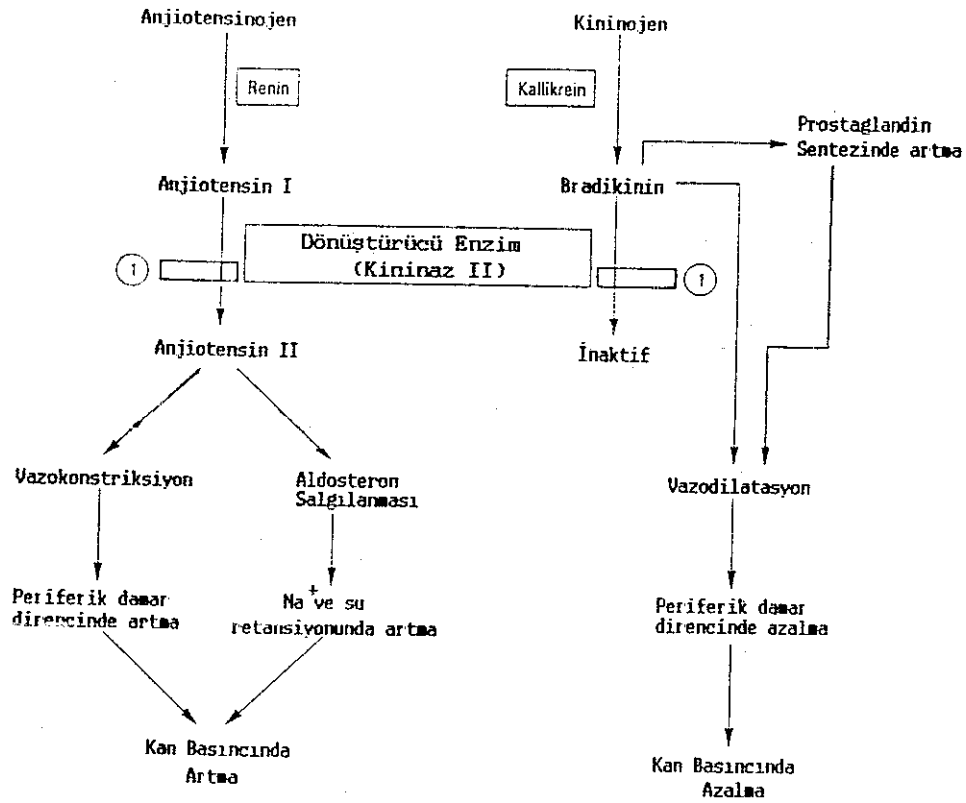 Anjiotensinojen
Kininojen
Renin
Kallikrein
Prostaglandin
Sentezinde artma
Anjiotensin I
Bradikinin
Dönüştürücü Enzim
(Kininaz II)
1
1
Anjiotensin II
İnaktif
Vazokonstriksiyon
Aldosteron
Salgılanması
Vazodilatasyon
Periferik damar
direncinde artma
Na+ ve su
retansiyonunda artma
Periferik damar
direncinde azalma
Kan Basıncında
Artma
Kan Basıncında
Azalma